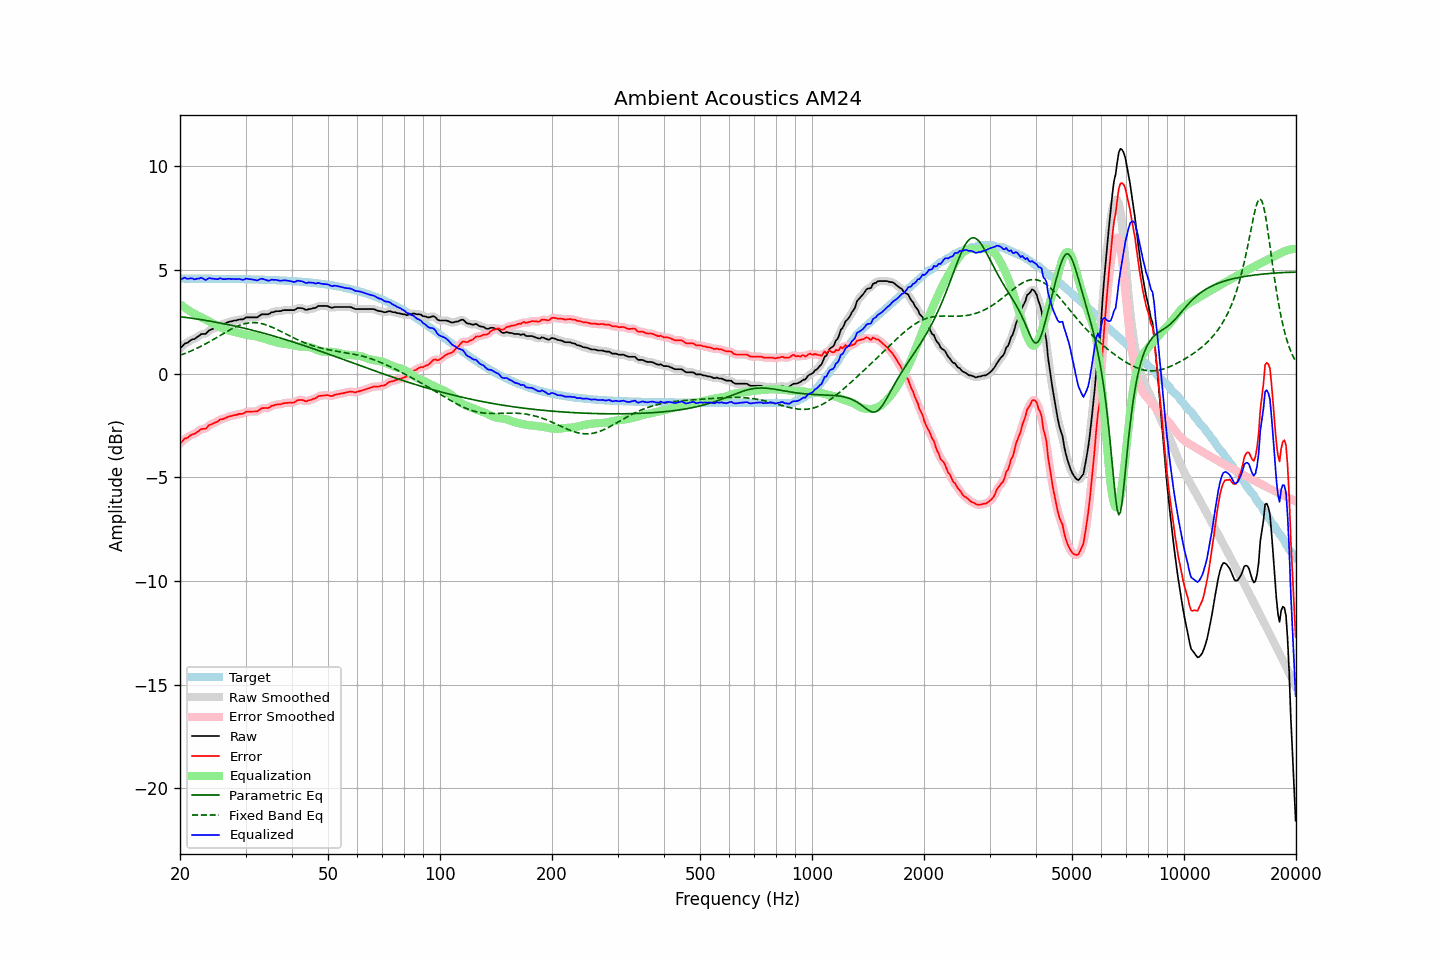 Ambient Acoustics AM24
Amplitude (dBr)
10
5
0
−5
−10
−15
−20
Target
Raw Smoothed
Error Smoothed
Raw
Error
Equalization
Parametric Eq
Fixed Band Eq
Equalized
20 50 100 200 500 1000 2000 5000 10000 20000
Frequency (Hz)